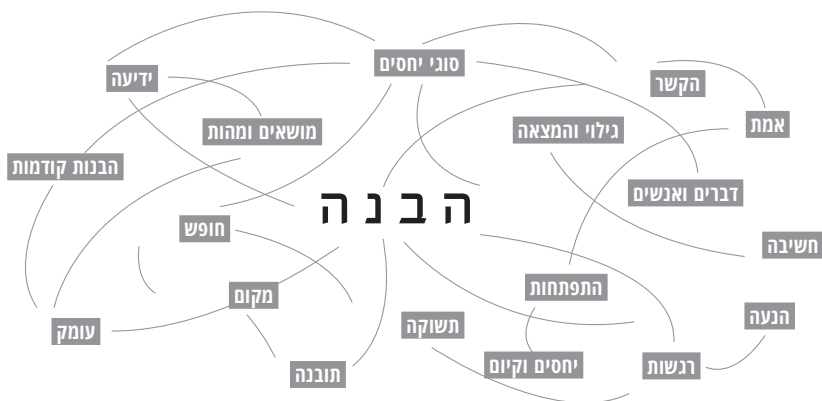 סוגי יחסים
ידיעה
הקשר
אמת
מושאים ומהות
גילוי והמצאה
הבנות קודמות
דברים ואנשים
הבנה
חופש
חשיבה
התפתחות
מקום
הנעה
תשוקה
עומק
יחסים וקיום
רגשות
תובנה